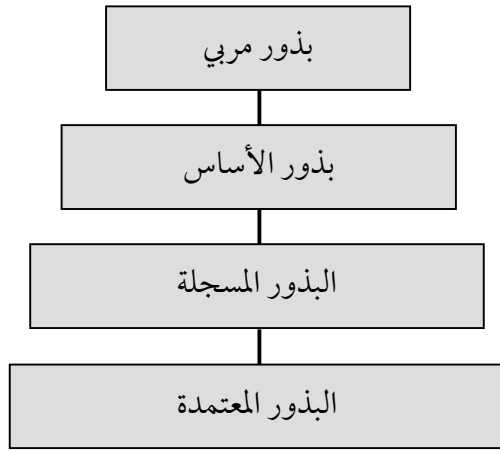 بذور مربي
بذور الأساس
البذور المسجلة
البذور المعتمدة